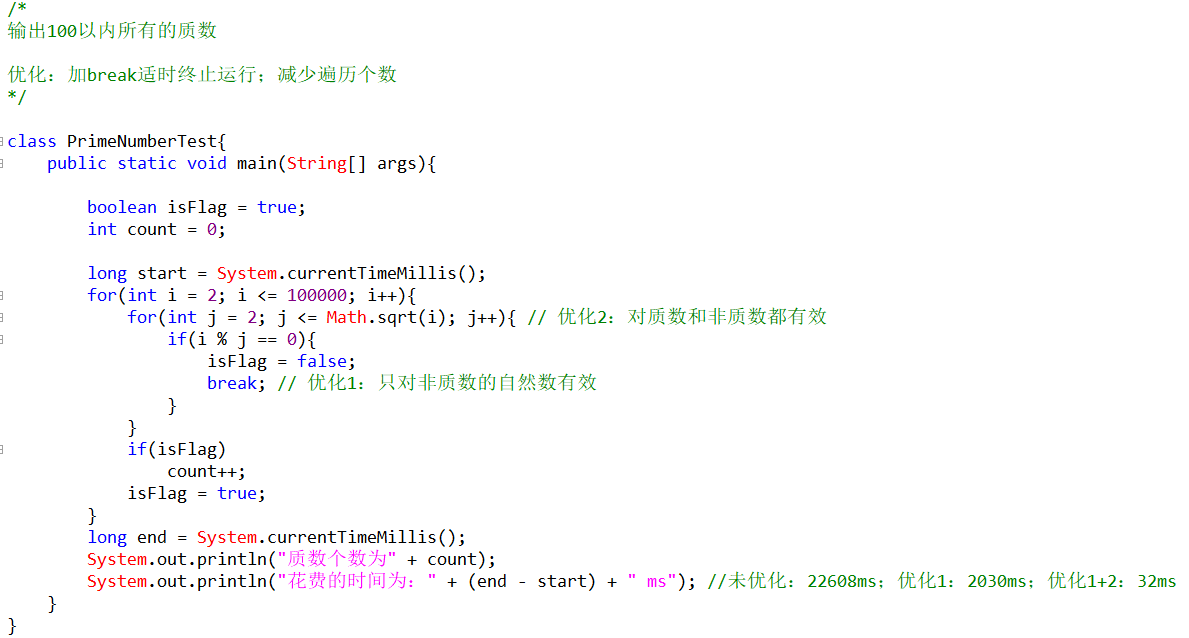 /*
输出100以内所有的质数
优化：加break适时终止运行；减少遍历个数
*/
class PrimeNumberTest{
    public static void main(String[] args){
        boolean isFlag = true;
        int count = 0;
        long start = System.currentTimeMillis();
        for(int i = 2; i <= 100000; i++){
            for(int j = 2; j <= Math.sqrt(i); j++){ // 优化2：对质数和非质数都有效
                if(i % j == 0){
                    isFlag = false;
                    break; // 优化1：只对非质数的自然数有效
                }
            }
            if(isFlag)
                count++;
            isFlag = true;
        }
        long end = System.currentTimeMillis();
        System.out.println("质数个数为" + count);
        System.out.println("花费的时间为：" + (end - start) + " ms"); //未优化：22608ms；优化1：2030ms；优化1+2：32ms
    }
}